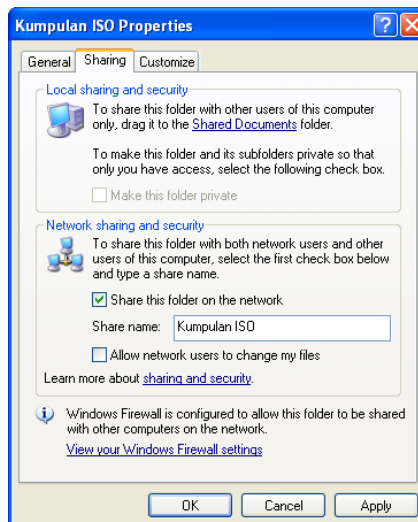 Kumpulan ISO Properties
General Sharing Customize
Local sharing and security
To share this folder with other users of this computer
only, drag it to the Shared Documents folder.
To make this folder and its subfolders private so that
only you have access, select the following check box.
Make this folder private
Network sharing and security
To share this folder with both network users and other
users of this computer, select the first check box below
and type a share name.
Share this folder on the network
Share name: Kumpulan ISO
Allow network users to change my files
Learn more about sharing and security.
Windows Firewall is configured to allow this folder to be shared
with other computers on the network.
View your Windows Firewall settings
OK Cancel Apply